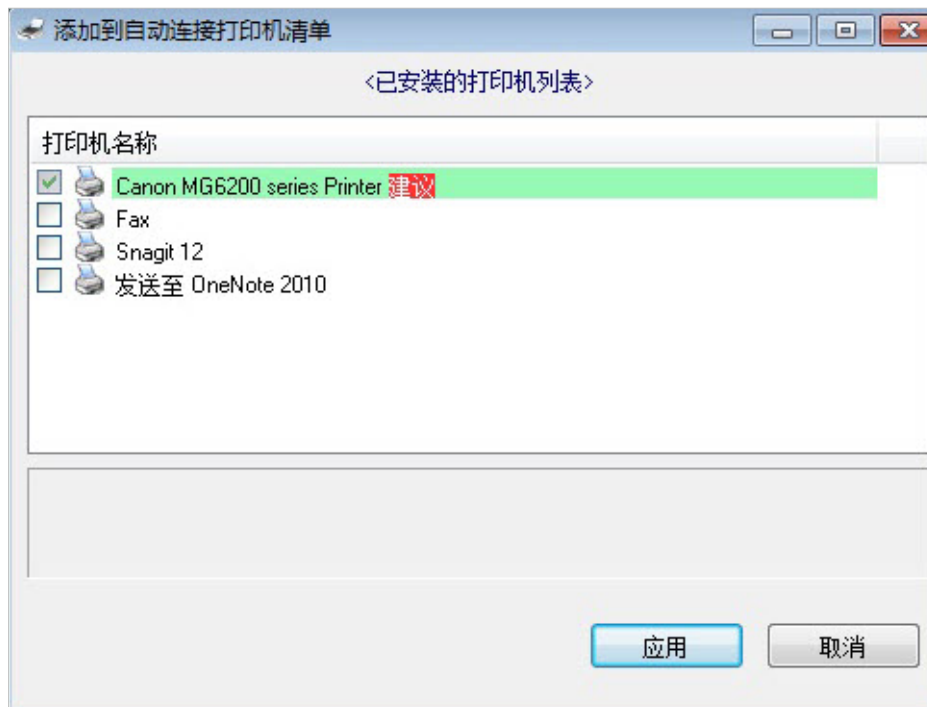 添加到自动连接打印机清单
<已安装的打印机列表>
打印机名称
Canon MG6200 series Printer 建议
Fax
Snagit 12
发送至 OneNote 2010
应用 取消